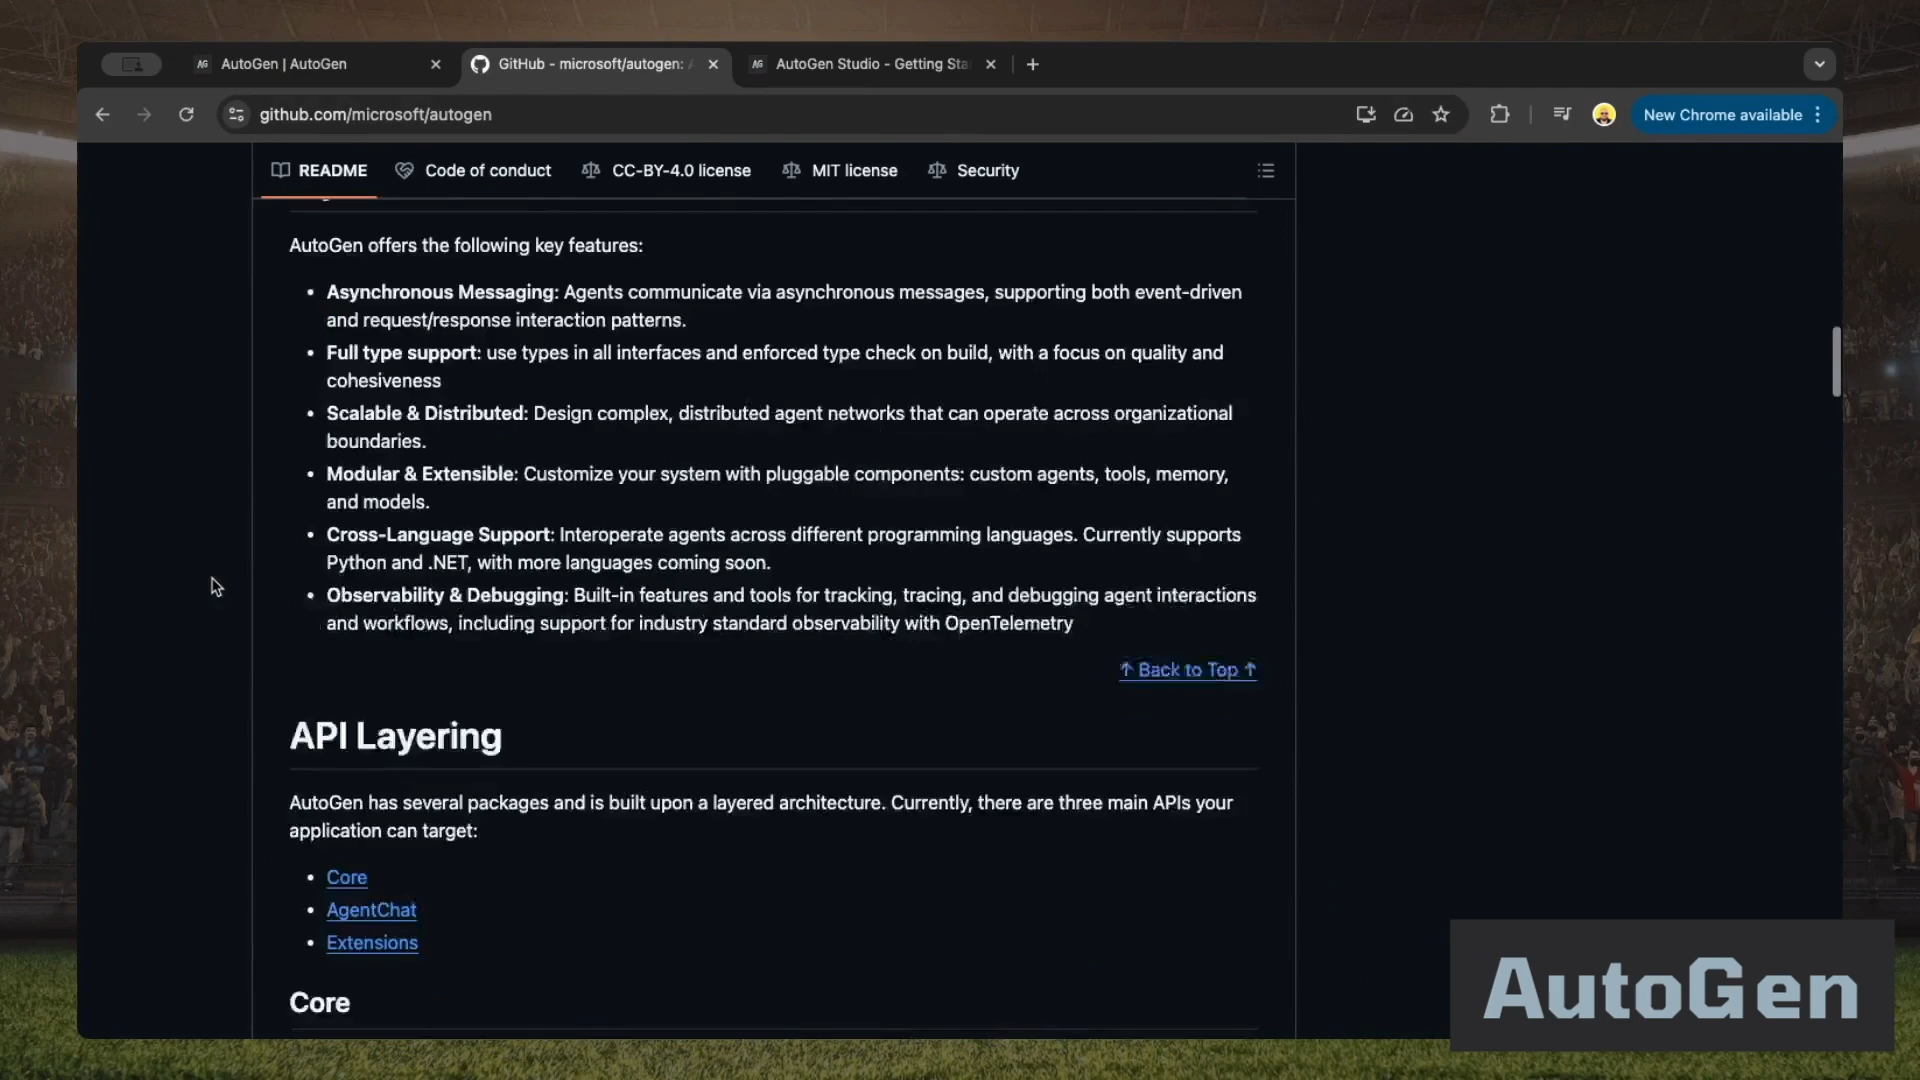 AutoGen | AutoGen
GitHub - microsoft/autogen:
AutoGen Studio - Getting Sta
github.com/microsoft/autogen
New Chrome available
README
Code of conduct
CC-BY-4.0 license
MIT license
Security
AutoGen offers the following key features:
• Asynchronous Messaging: Agents communicate via asynchronous messages, supporting both event-driven
and request/response interaction patterns.
• Full type support: use types in all interfaces and enforced type check on build, with a focus on quality and
cohesiveness
• Scalable & Distributed: Design complex, distributed agent networks that can operate across organizational
boundaries.
• Modular & Extensible: Customize your system with pluggable components: custom agents, tools, memory,
and models.
• Cross-Language Support: Interoperate agents across different programming languages. Currently supports
Python and .NET, with more languages coming soon.
• Observability & Debugging: Built-in features and tools for tracking, tracing, and debugging agent interactions
and workflows, including support for industry standard observability with OpenTelemetry
↑ Back to Top ↑
API Layering
AutoGen has several packages and is built upon a layered architecture. Currently, there are three main APIs your
application can target:
• Core
• AgentChat
• Extensions
Core
AutoGen